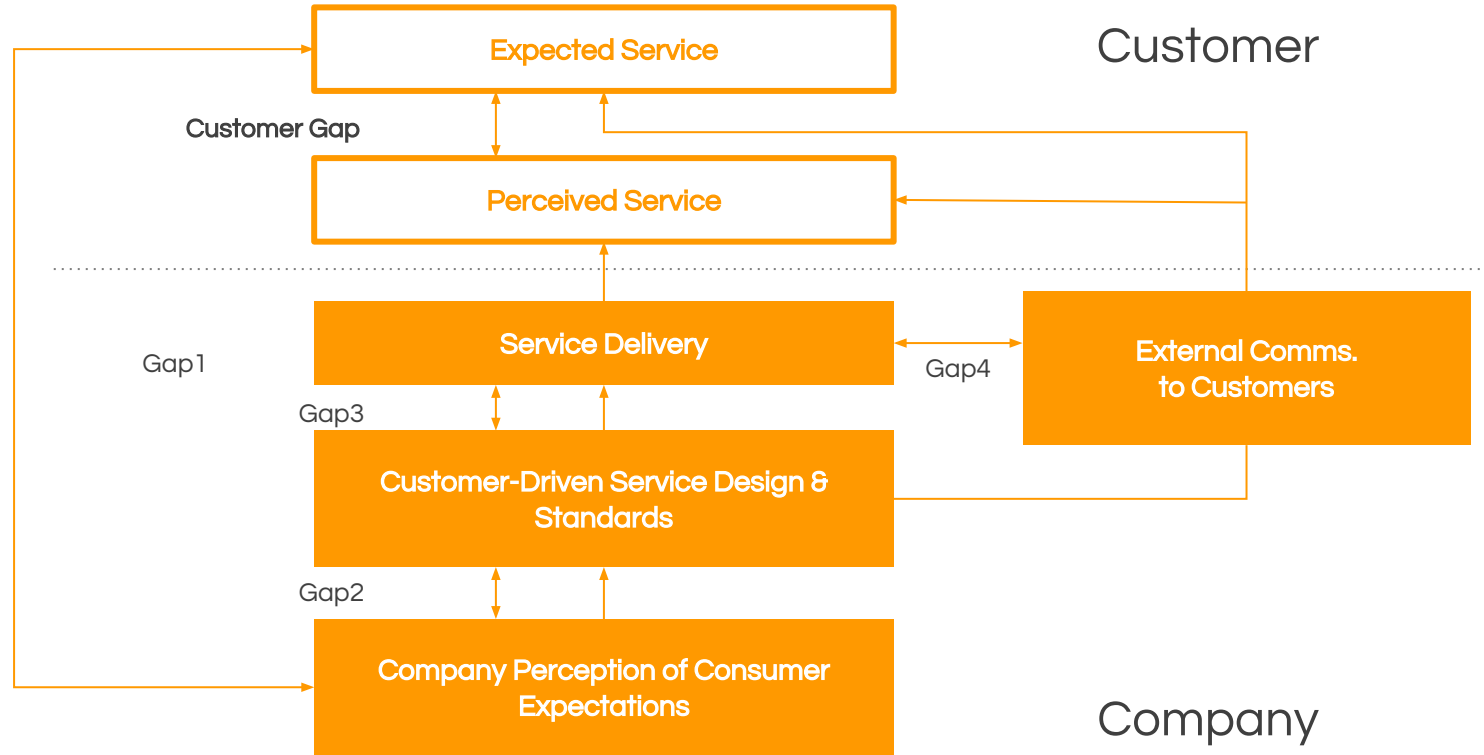 Expected Service
Customer
Customer Gap
Perceived Service
Service Delivery
Gap1
Gap4
External Comms.
to Customers
Gap3
Customer-Driven Service Design &
Standards
Gap2
Company Perception of Consumer
Expectations
Company